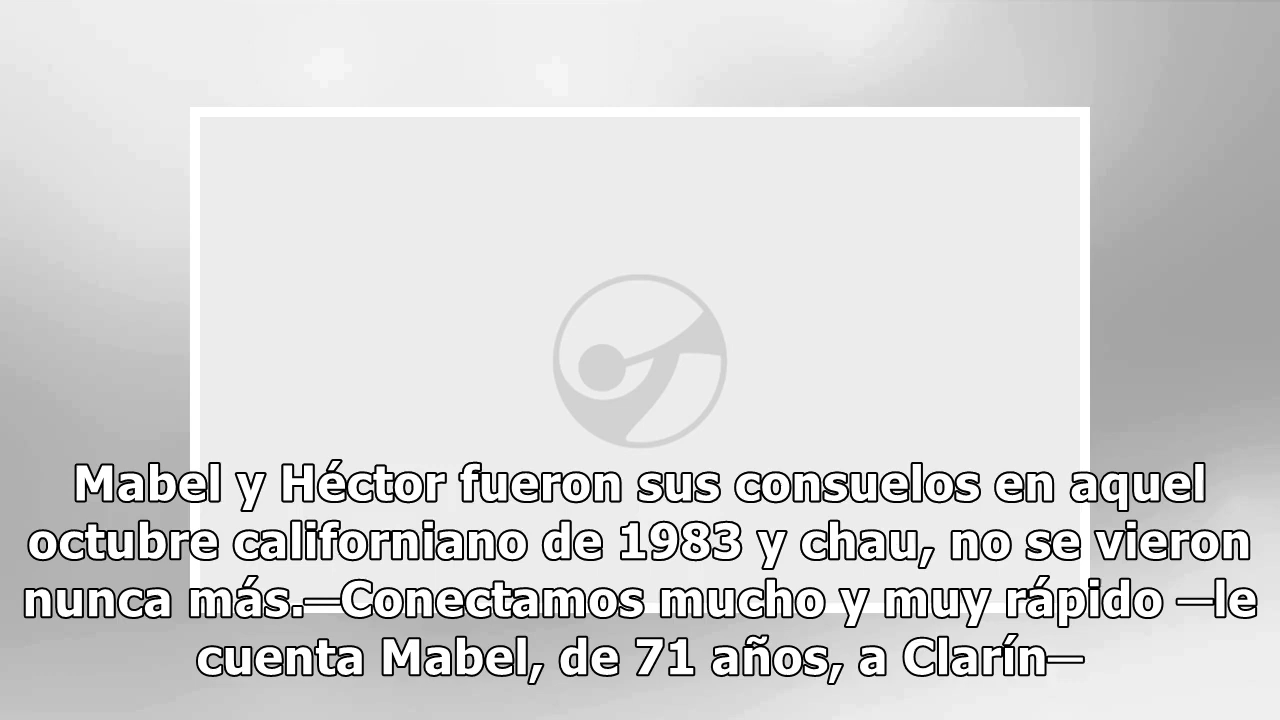 Mabel y Héctor fueron sus consuelos en aquel
octubre californiano de 1983 y chau, no se vieron
nunca más.—Conectamos mucho y muy rápido —le
cuenta Mabel, de 71 años, a Clarín—